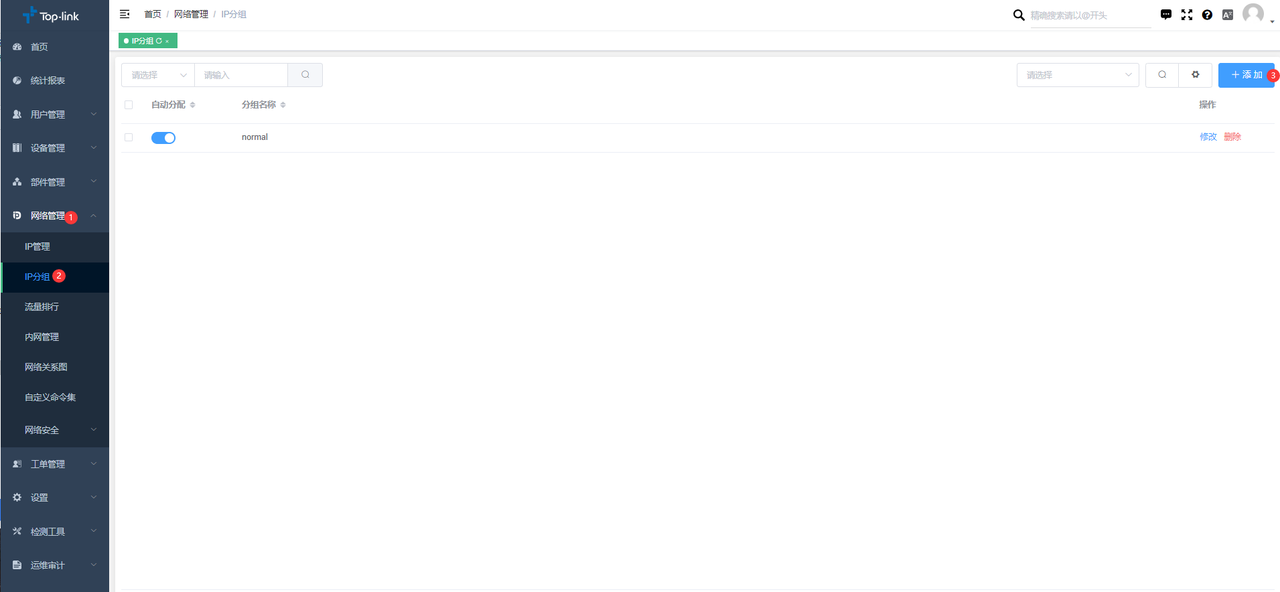 Top-link
首页 / 网络管理 / IP分组
精确搜索请以@开头
IP分组
首页
统计报表
用户管理
设备管理
部件管理
网络管理 1
IP管理
IP分组 2
流量排行
内网管理
网络关系图
自定义命令集
网络安全
工单管理
设置
检测工具
运维审计
请选择 请输入
请选择 添加 3
自动分配 分组名称 操作
normal 修改 删除